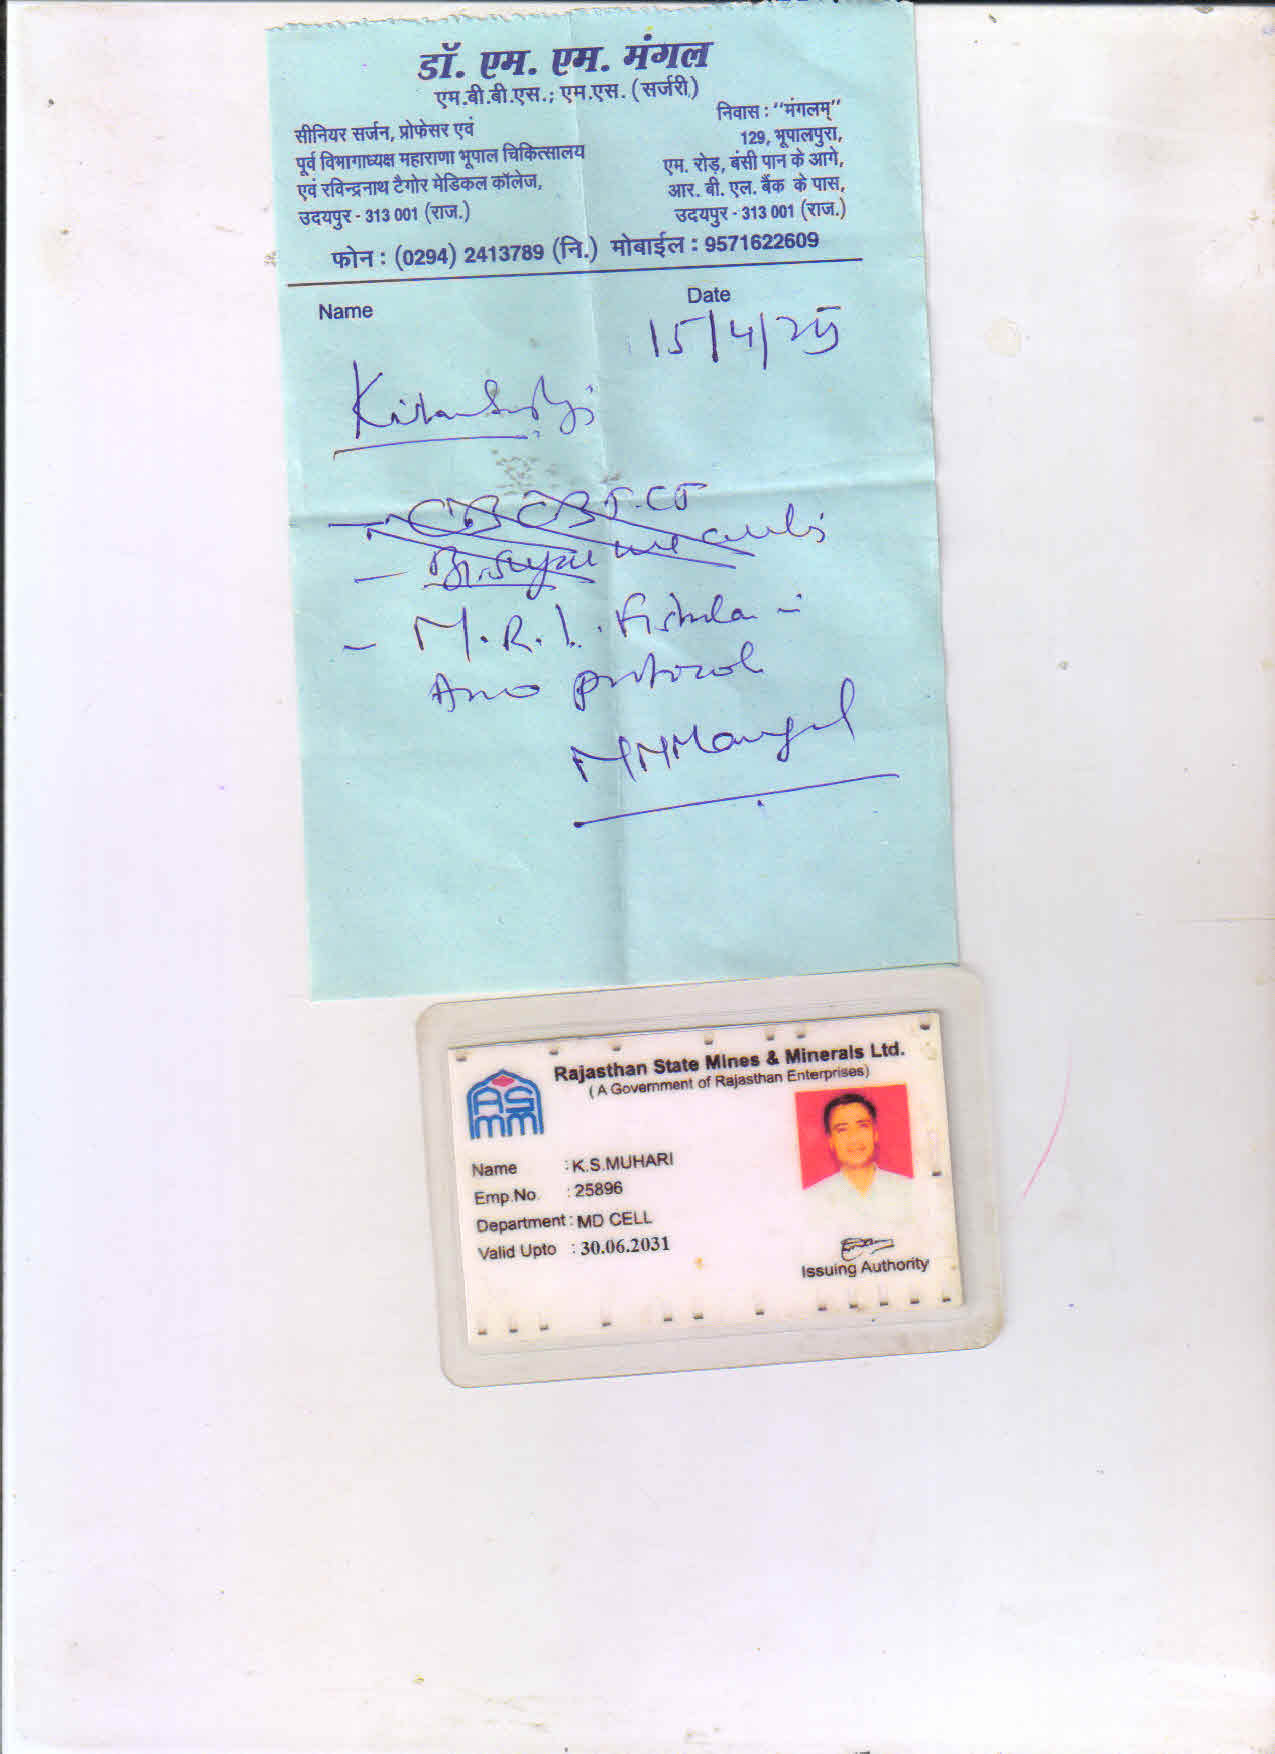 डॉ. एम. एम. मंगल
एम.बी.बी.एस.; एम.एस. (सर्जरी)
सीनियर सर्जन, प्रोफेसर एवं
पूर्व विभागाध्यक्ष महाराणा भूपाल चिकित्सालय
एवं रविन्द्रनाथ टैगोर मेडिकल कॉलेज,
उदयपुर - 313 001 (राज.)
निवास : "मंगलम्"
129, भूपालपुरा,
एम. रोड़, बंसी पान के आगे,
आर. बी. एल. बैंक के पास,
उदयपुर - 313 001 (राज.)
फोन : (0294) 2413789 (नि.) मोबाईल : 9571622609
Name
Date
15/4/25
- M.R.I. Fistula -
Ano protocol
MMMangal
Rajasthan State Mines & Minerals Ltd.
(A Government of Rajasthan Enterprises)
Name : K.S.MUHARI
Emp.No. : 25896
Department : MD CELL
Valid Upto : 30.06.2031
Issuing Authority